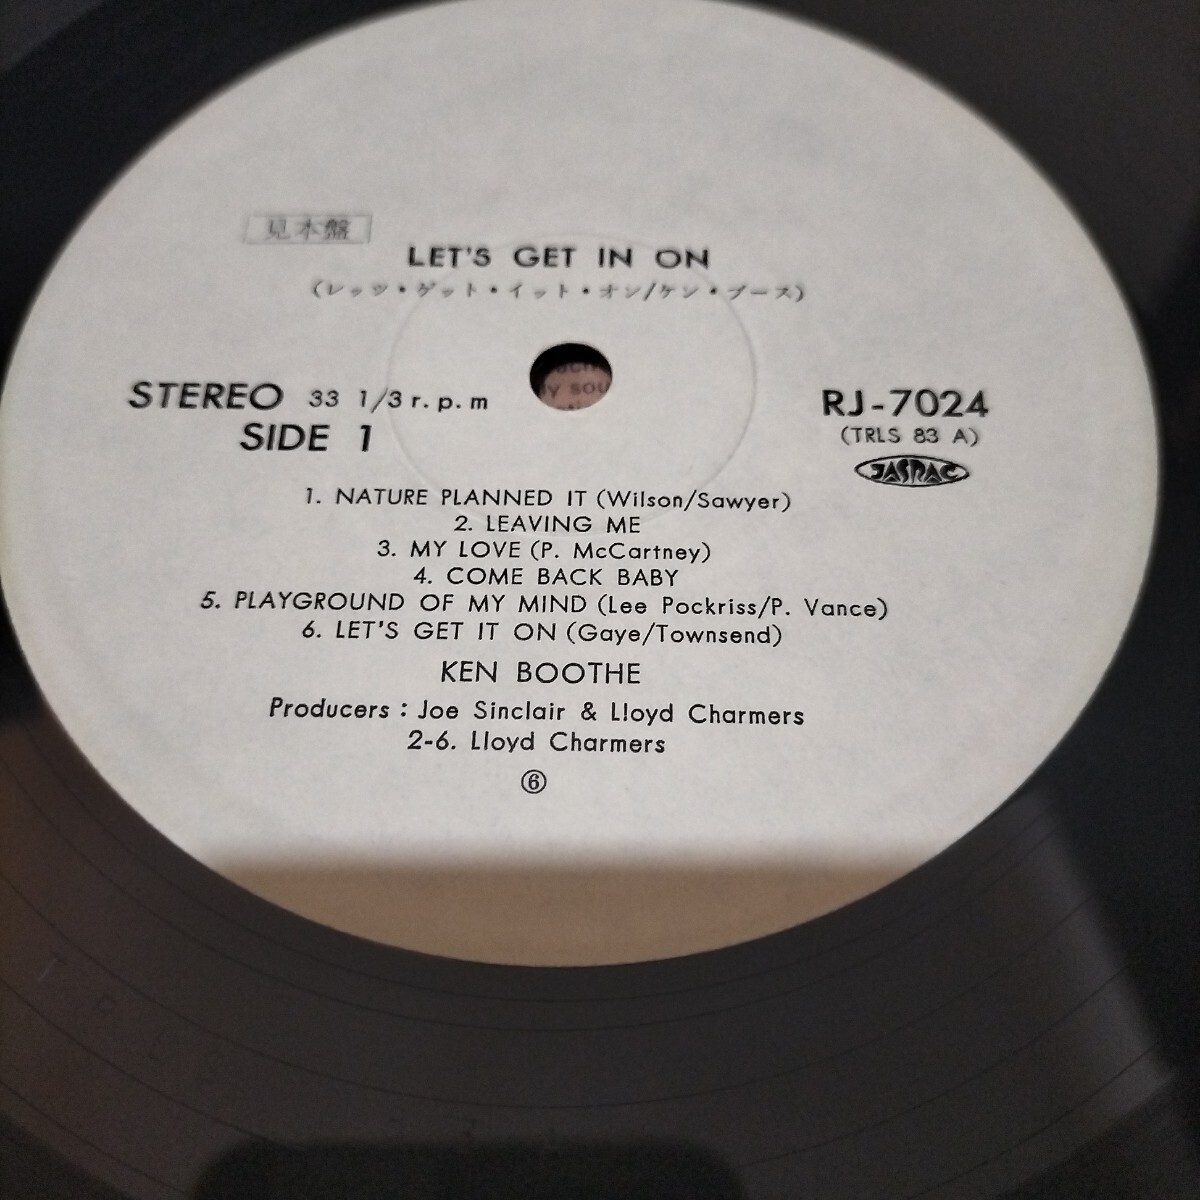 見本盤
LET'S GET IN ON
(レッツ・ゲット・イット・オン/ケン・ブース)
STEREO 33 1/3 r.p.m
SIDE 1
RJ-7024
(TRLS 83 A)
JASRAC
1. NATURE PLANNED IT (Wilson/Sawyer)
2. LEAVING ME
3. MY LOVE (P. McCartney)
4. COME BACK BABY
5. PLAYGROUND OF MY MIND (Lee Pockriss/P. Vance)
6. LET'S GET IT ON (Gaye/Townsend)
KEN BOOTHE
Producers : Joe Sinclair & Lloyd Charmers
2-6. Lloyd Charmers
⑥